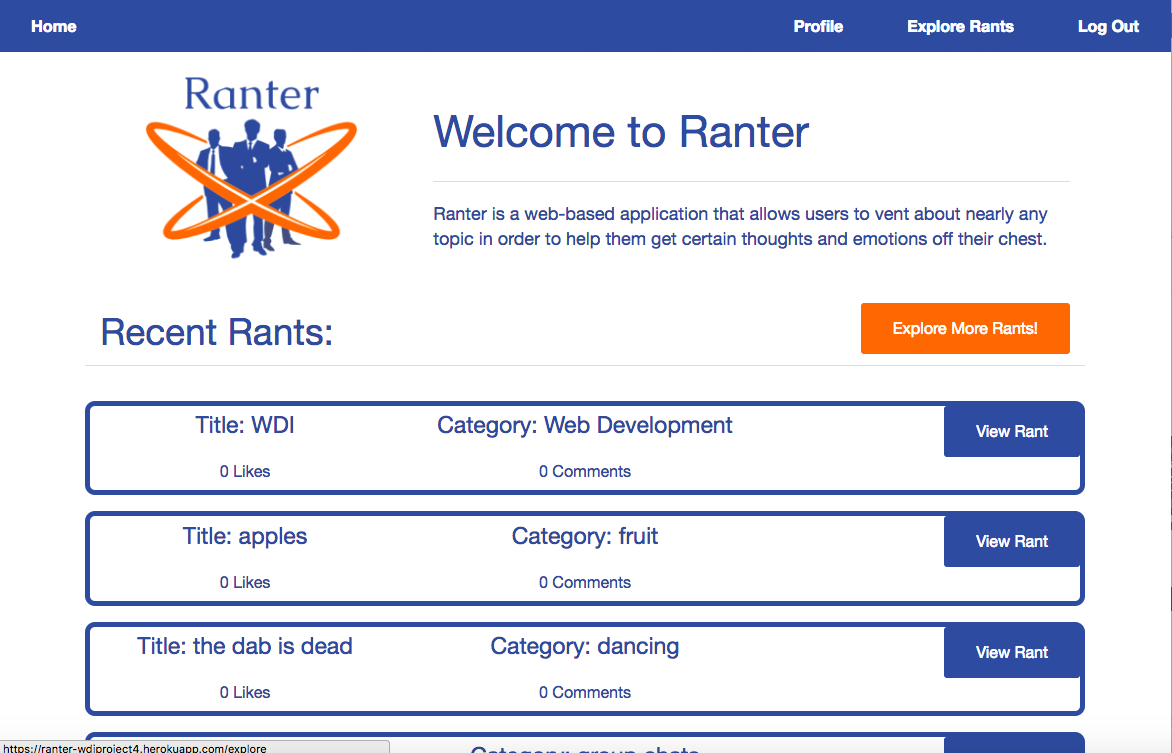 Home Profile Explore Rants Log Out
Ranter
Welcome to Ranter
Ranter is a web-based application that allows users to vent about nearly any
topic in order to help them get certain thoughts and emotions off their chest.
Recent Rants:
Explore More Rants!
Title: WDI Category: Web Development View Rant
0 Likes 0 Comments
Title: apples Category: fruit View Rant
0 Likes 0 Comments
Title: the dab is dead Category: dancing View Rant
0 Likes 0 Comments
Category: group chats
https://ranter-wdiproject4.herokuapp.com/explore